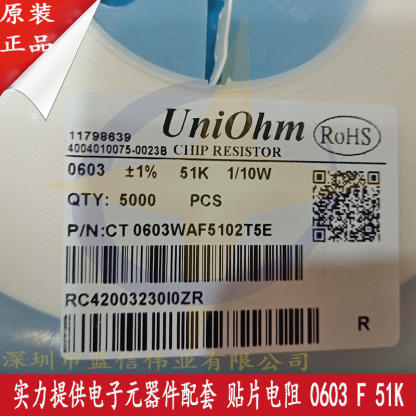 原装
正品
UniOhm
11798639
4004010075-0023B CHIP RESISTOR
RoHS
0603 ±1% 51K 1/10W
QTY: 5000 PCS
P/N:CT 0603WAF5102T5E
RC42003230I0ZR
R
深圳市蓝信伟业有限公司
实力提供电子元器件配套 贴片电阻 0603 F 51K